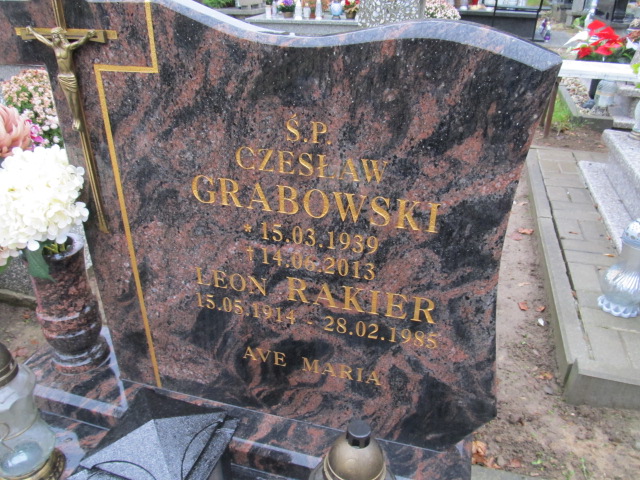 Ś.P.
CZESŁAW
GRABOWSKI
* 15.03.1939
† 14.06.2013
LEON RAKIER
15.05.1914 - 28.02.1985
AVE MARIA